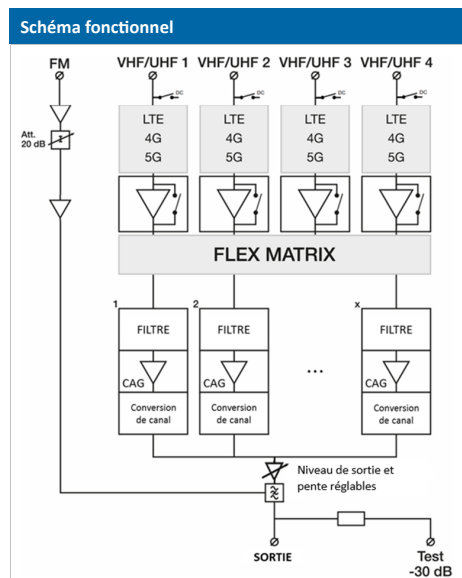 Schéma fonctionnel
FM
VHF/UHF 1
VHF/UHF 2
VHF/UHF 3
VHF/UHF 4
DC
DC
DC
DC
Att.
20 dB
LTE
4G
5G
LTE
4G
5G
LTE
4G
5G
LTE
4G
5G
FLEX MATRIX
1
2
x
FILTRE
FILTRE
FILTRE
CAG
CAG
...
CAG
Conversion
de canal
Conversion
de canal
Conversion
de canal
Niveau de sortie et
pente réglables
SORTIE
Test
-30 dB